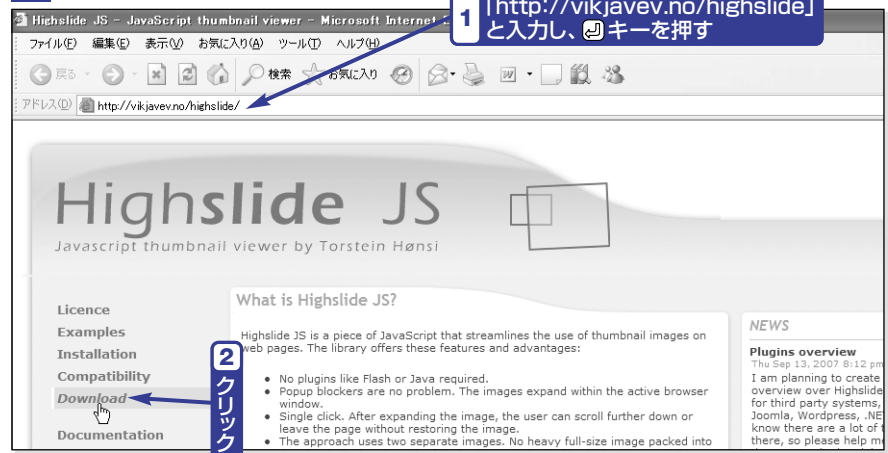 Highslide JS - JavaScript thumbnail viewer - Microsoft Internet
1
「http://vikjavev.no/highslide」
と入力し、キーを押す
ファイル(F) 編集(E) 表示(V) お気に入り(A) ツール(T) ヘルプ(H)
戻る 検索 お気に入り
アドレス(D) http://vikjavev.no/highslide/
Highslide JS
Javascript thumbnail viewer by Torstein Hønsi
Licence
Examples
Installation
Compatibility
Download
Documentation
2
クリック
What is Highslide JS?
Highslide JS is a piece of JavaScript that streamlines the use of thumbnail images on
web pages. The library offers these features and advantages:
• No plugins like Flash or Java required.
• Popup blockers are no problem. The images expand within the active browser
window.
• Single click. After expanding the image, the user can scroll further down or
leave the page without restoring the image.
• The approach uses two separate images. No heavy full-size image packed into
NEWS
Plugins overview
Thu Sep 13, 2007 8:12 pm
I am planning to create
overview over Highslide
for third party systems,
Joomla, Wordpress, .NE
know there are a lot of
there, so please help m